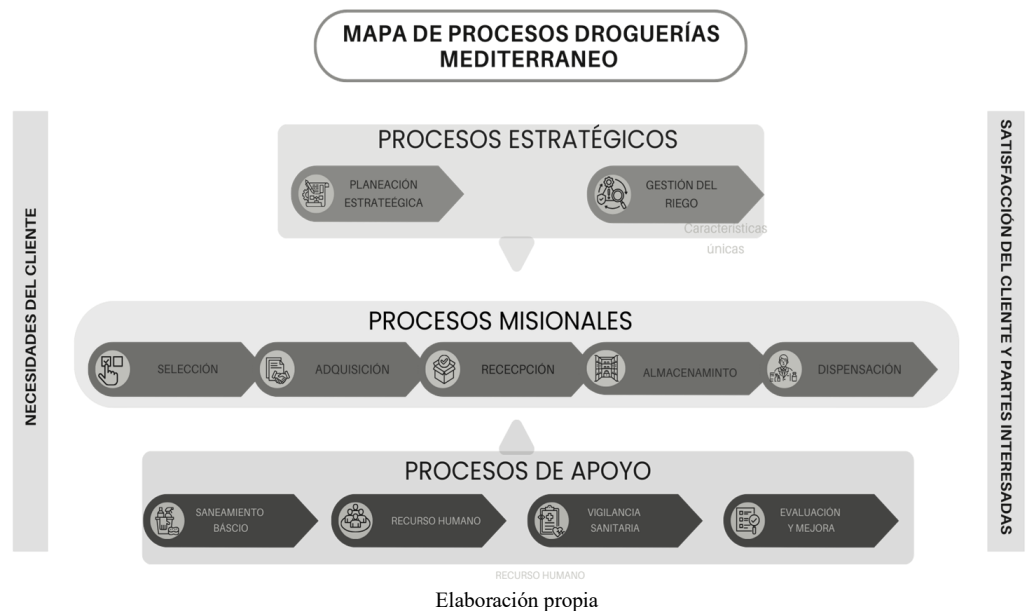 MAPA DE PROCESOS DROGUERÍAS
MEDITERRANEO
NECESIDADES DEL CLIENTE
SATISFACCIÓN DEL CLIENTE Y PARTES INTERESADAS
PROCESOS ESTRATÉGICOS
PLANEACIÓN
ESTRATEÉGICA
GESTIÓN DEL
RIEGO
Características
únicas
PROCESOS MISIONALES
SELECCIÓN
ADQUISICIÓN
RECECPCIÓN
ALMACENAMINTO
DISPENSACIÓN
PROCESOS DE APOYO
SANEAMIENTO
BÁSCIO
RECURSO HUMANO
VIGILANCIA
SANITARIA
EVALUACIÓN
Y MEJORA
RECURSO HUMANO
Elaboración propia